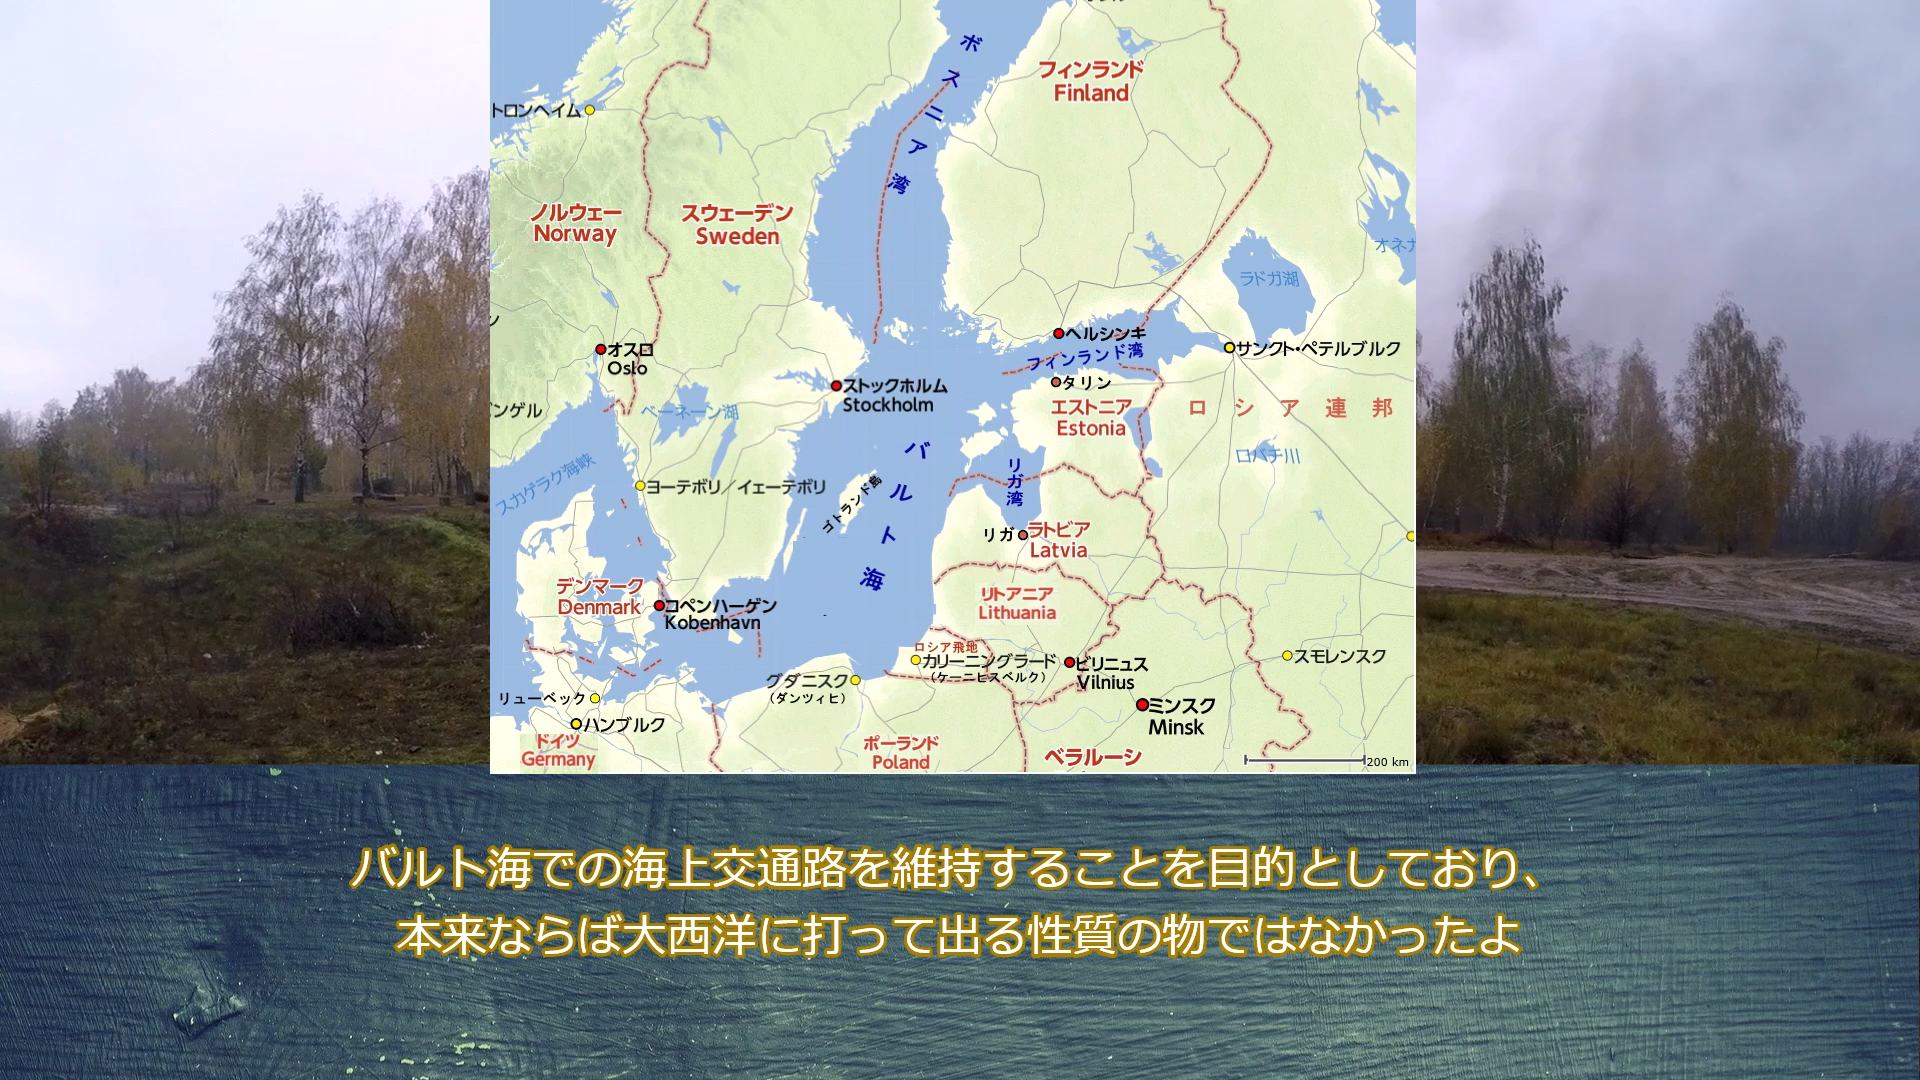 ボスニア湾
フィンランド
Finland
トロンヘイム
ノルウェー
Norway
スウェーデン
Sweden
オネガ
ラドガ湖
ヘルシンキ
フィンランド湾
サンクト・ペテルブルク
オスロ
Oslo
タリン
ストックホルム
Stockholm
エストニア
Estonia
ロシア連邦
ンゲル
ベーネーン湖
バルト海
ロバチ川
リガ湾
スカゲラク海峡
ヨーテボリ/イェーテボリ
ゴトランド島
リガ
ラトビア
Latvia
デンマーク
Denmark
コペンハーゲン
Kobenhavn
リトアニア
Lithuania
ロシア飛地
カリーニングラード
(ケーニヒスベルク)
ビリニュス
Vilnius
スモレンスク
グダニスク
(ダンツィヒ)
リューベック
ハンブルク
ミンスク
Minsk
ドイツ
Germany
ポーランド
Poland
ベラルーシ
200 km
バルト海での海上交通路を維持することを目的としており、
本来ならば大西洋に打って出る性質の物ではなかったよ